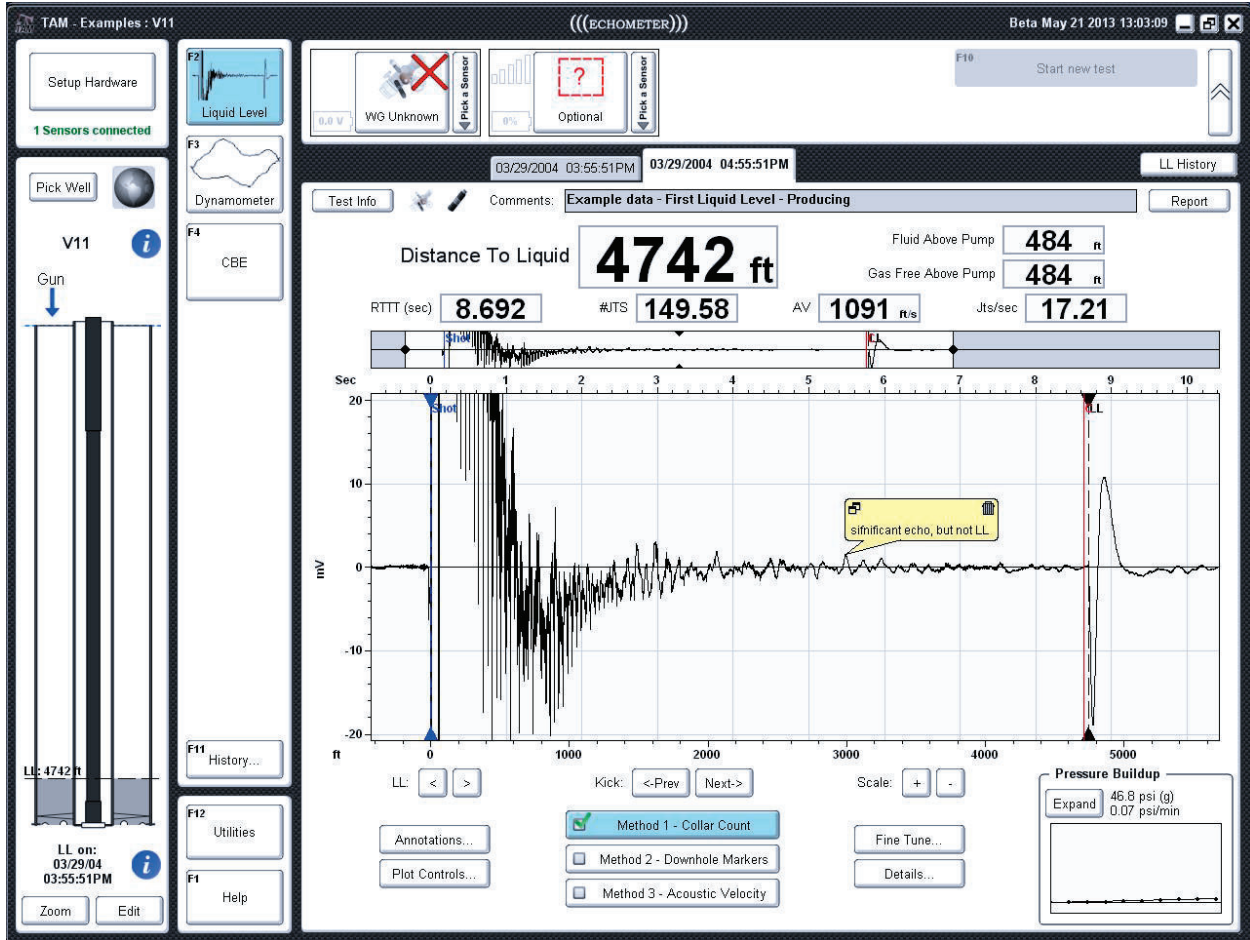 TAM - Examples : V11
(((ECHOMETER)))
Beta May 21 2013 13:03:09
Setup Hardware
1 Sensors connected
Pick Well
V11
Gun
LL: 4742 ft
LL on:
03/29/04
03:55:51PM
Zoom
Edit
F2
Liquid Level
F3
Dynamometer
F4
CBE
F11
History...
F12
Utilities
F1
Help
0.0 V
WG Unknown
Pick a Sensor
0%
?
Optional
Pick a Sensor
F10
Start new test
03/29/2004 03:55:51PM
03/29/2004 04:55:51PM
LL History
Test Info
Comments:
Example data - First Liquid Level - Producing
Report
Distance To Liquid
4742 ft
Fluid Above Pump
484 ft
Gas Free Above Pump
484 ft
RTTT (sec)
8.692
#JTS
149.58
AV
1091 ft/s
Jts/sec
17.21
Shot
LL
Sec
0 1 2 3 4 5 6 7 8 9 10
Shot
LL
20
10
0
-10
-20
mV
sifnificant echo, but not LL
ft
0 1000 2000 3000 4000 5000
LL:
<
>
Kick:
<-Prev
Next->
Scale:
+
-
Annotations...
Plot Controls...
Method 1 - Collar Count
Method 2 - Downhole Markers
Method 3 - Acoustic Velocity
Fine Tune...
Details...
Pressure Buildup
Expand
46.8 psi (g)
0.07 psi/min